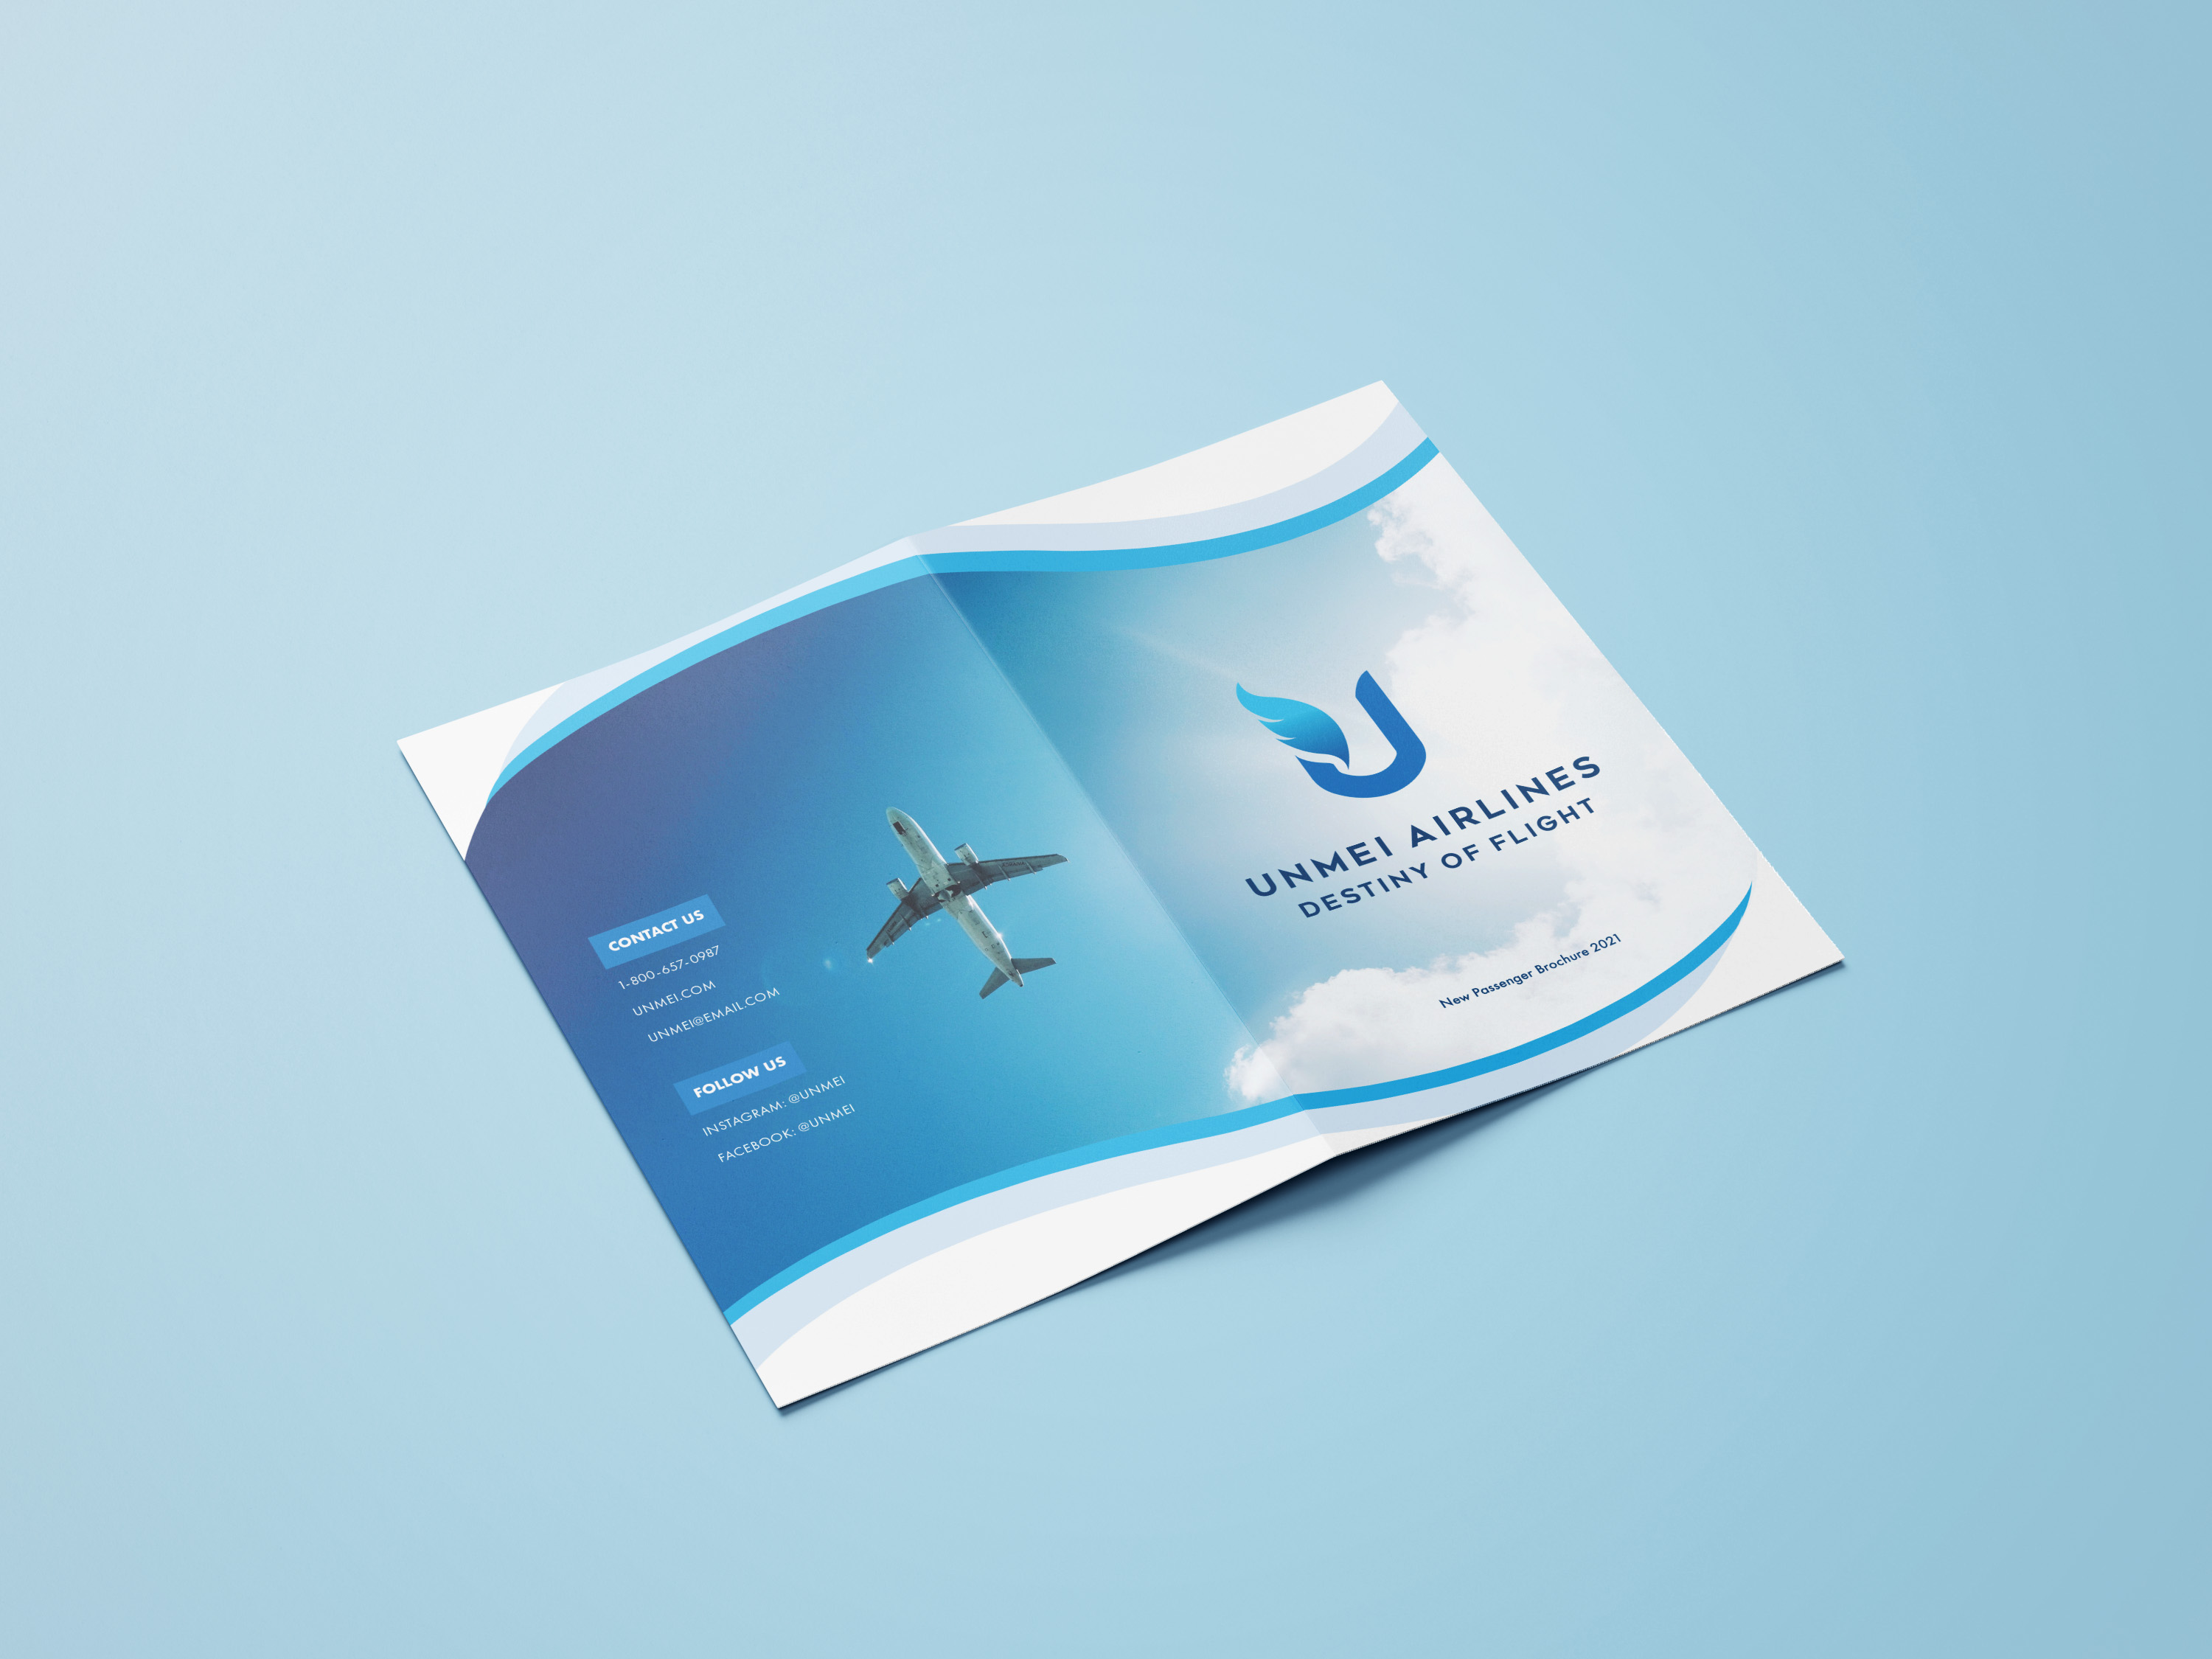 CONTACT US
1-800-657-0987
UNMEI.COM
UNMEI@EMAIL.COM
FOLLOW US
INSTAGRAM: @UNMEI
FACEBOOK: @UNMEI
UNMEI AIRLINES
DESTINY OF FLIGHT
New Passenger Brochure 2021